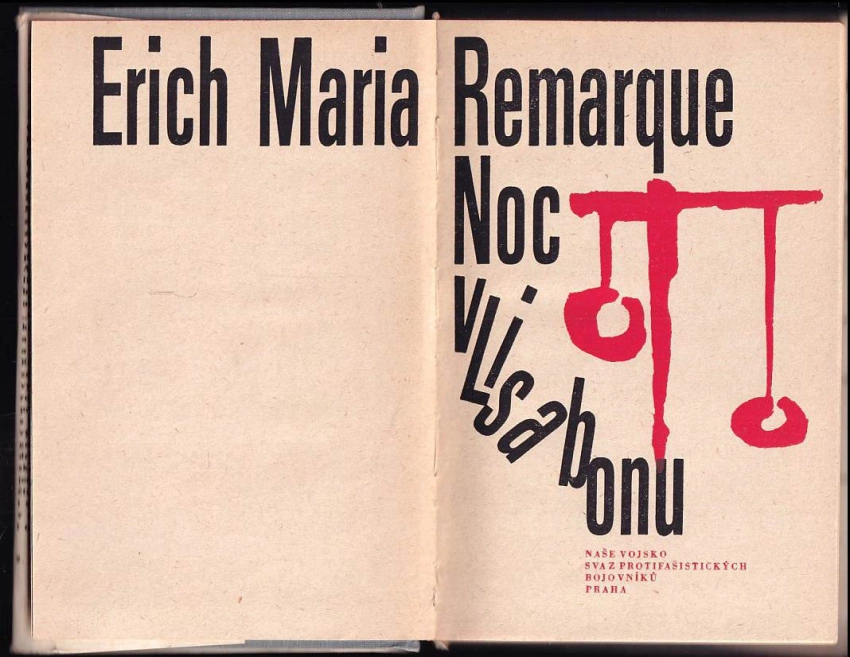 Erich Maria Remarque
Noc
v Lisabonu
NAŠE VOJSKO
SVAZ PROTIFAŠISTICKÝCH
BOJOVNÍKŮ
PRAHA